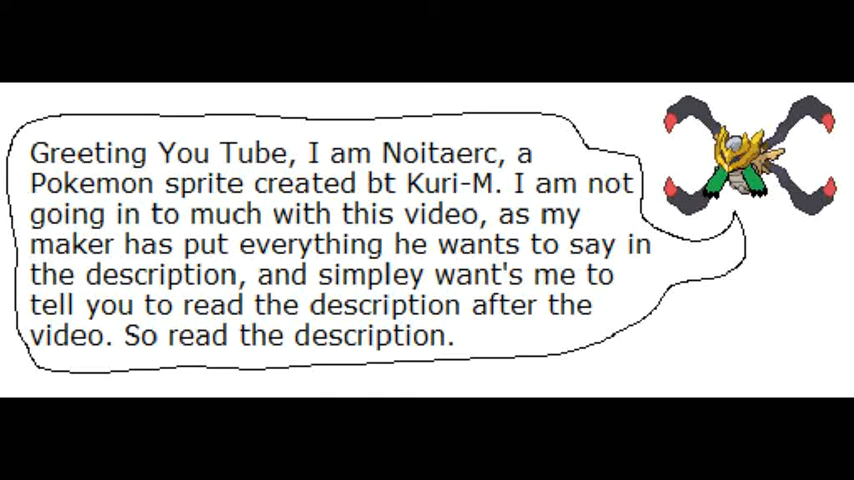 Greeting You Tube, I am Noitaerc, a
Pokemon sprite created bt Kuri-M. I am not
going in to much with this video, as my
maker has put everything he wants to say in
the description, and simpley want's me to
tell you to read the description after the
video. So read the description.